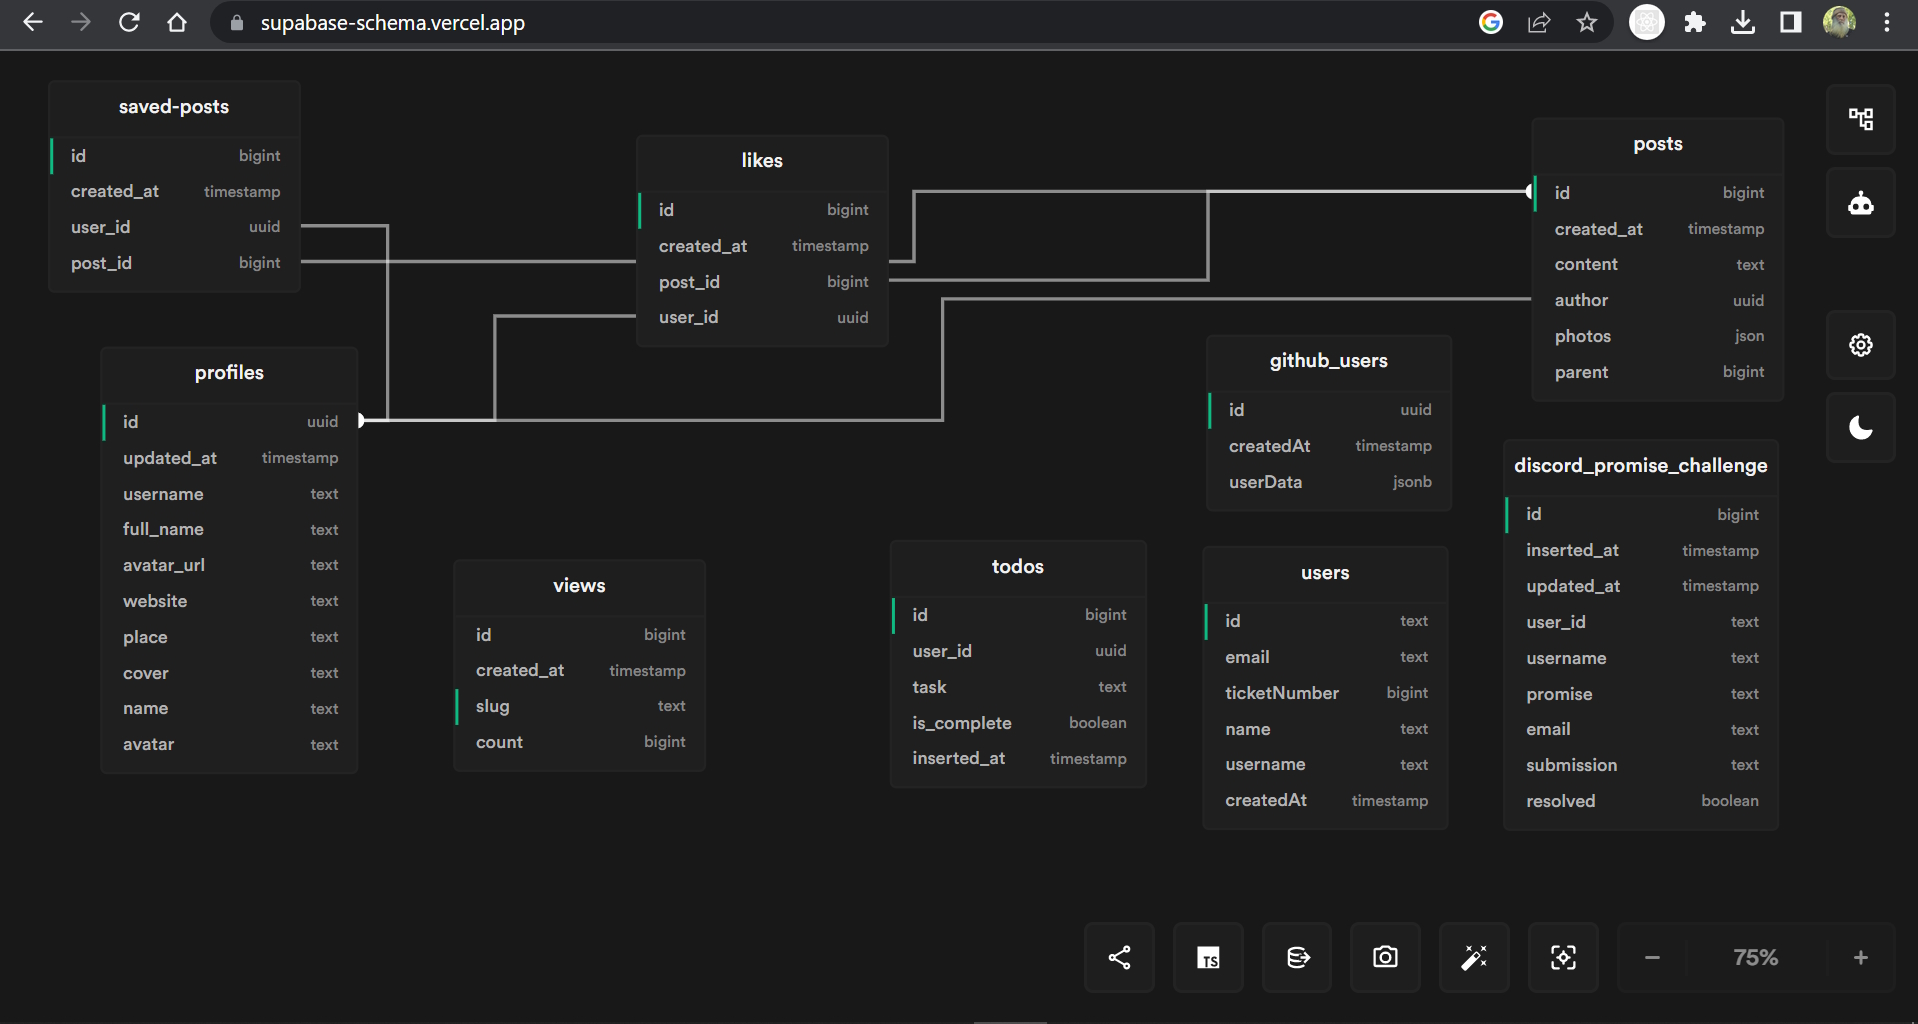 supabase-schema.vercel.app
saved-posts
id bigint
created_at timestamp
user_id uuid
post_id bigint
likes
id bigint
created_at timestamp
post_id bigint
user_id uuid
posts
id bigint
created_at timestamp
content text
author uuid
photos json
parent bigint
profiles
id uuid
updated_at timestamp
username text
full_name text
avatar_url text
website text
place text
cover text
name text
avatar text
github_users
id uuid
createdAt timestamp
userData jsonb
discord_promise_challenge
id bigint
inserted_at timestamp
updated_at timestamp
user_id text
username text
promise text
email text
submission text
resolved boolean
views
id bigint
created_at timestamp
slug text
count bigint
todos
id bigint
user_id uuid
task text
is_complete boolean
inserted_at timestamp
users
id text
email text
ticketNumber bigint
name text
username text
createdAt timestamp
TS
− 75% +